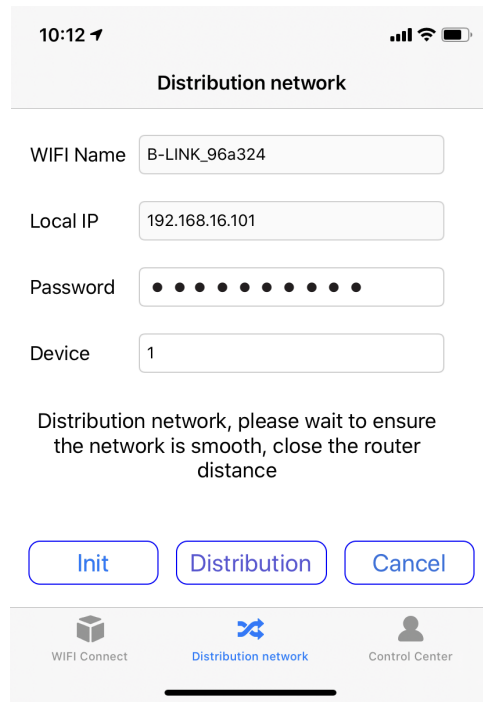 10:12
Distribution network
WIFI Name B-LINK_96a324
Local IP 192.168.16.101
Password ●●●●●●●●●●
Device 1
Distribution network, please wait to ensure
the network is smooth, close the router
distance
Init Distribution Cancel
WIFI Connect Distribution network Control Center